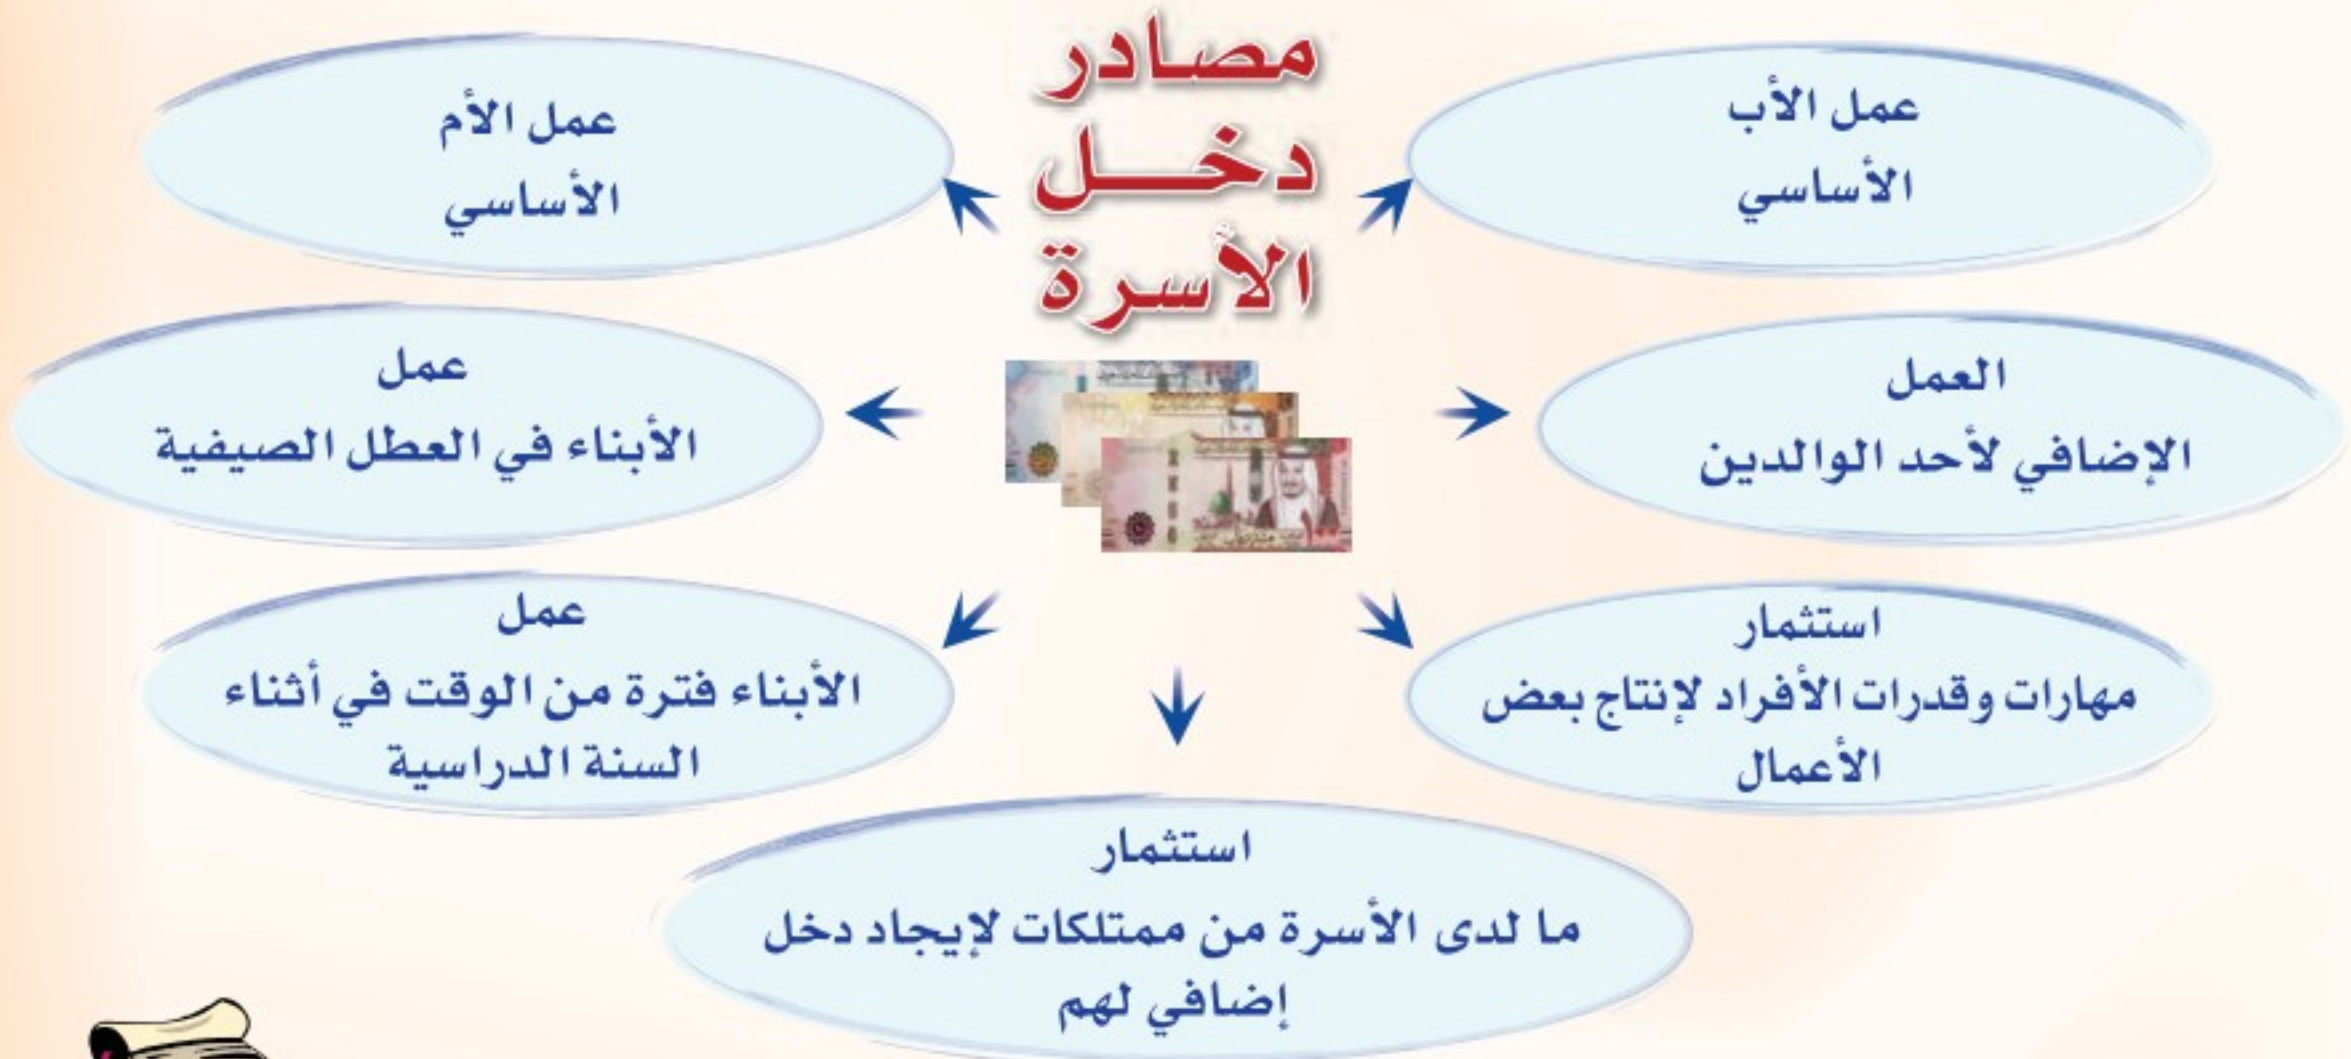 مصادر
دخل
الأسرة
عمل الأب
الأساسي
عمل الأم
الأساسي
العمل
الإضافي لأحد الوالدين
عمل
الأبناء في العطل الصيفية
استثمار
مهارات وقدرات الأفراد لإنتاج بعض
الأعمال
عمل
الأبناء فترة من الوقت في أثناء
السنة الدراسية
استثمار
ما لدى الأسرة من ممتلكات لإيجاد دخل
إضافي لهم